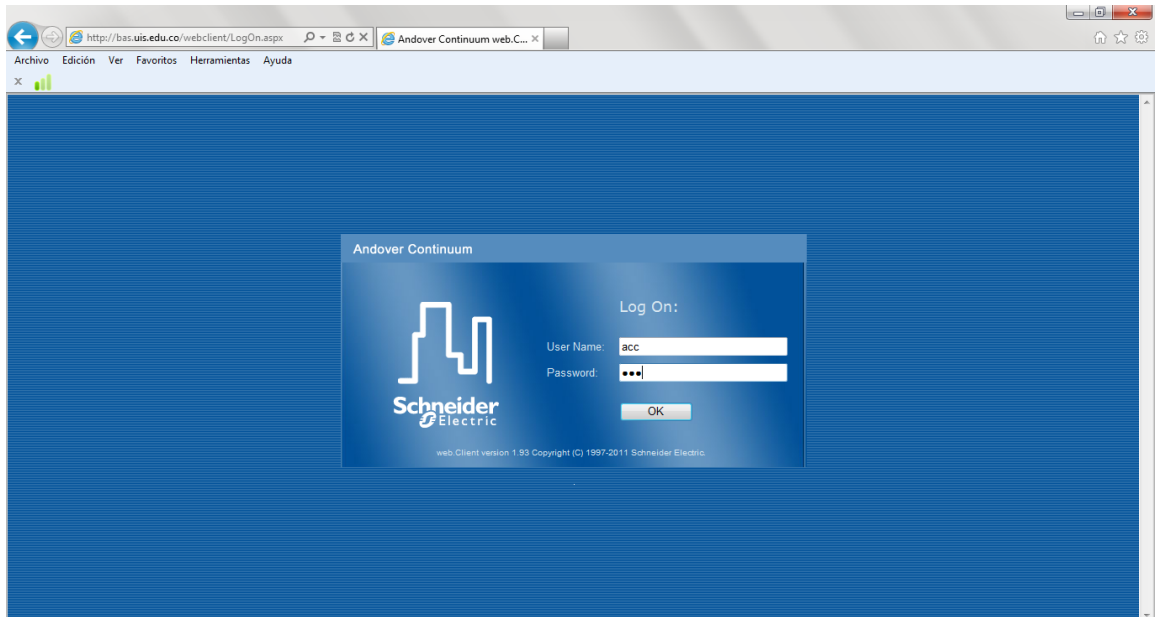 http://bas.uis.edu.co/webclient/LogOn.aspx
Andover Continuum web.C...
Archivo Edición Ver Favoritos Herramientas Ayuda
Andover Continuum
Log On:
User Name: acc
Password: •••
OK
Schneider
Electric
web.Client version 1.93 Copyright (C) 1997-2011 Schneider Electric.